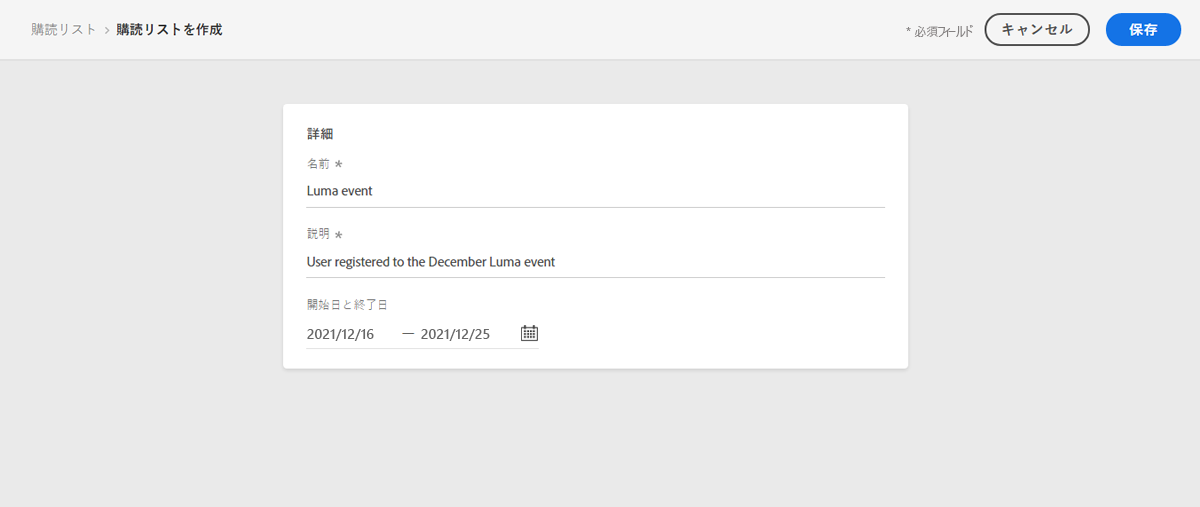 購読リスト > 購読リストを作成
* 必須フィールド
キャンセル
保存
詳細
名前 *
Luma event
説明 *
User registered to the December Luma event
開始日と終了日
2021/12/16 — 2021/12/25